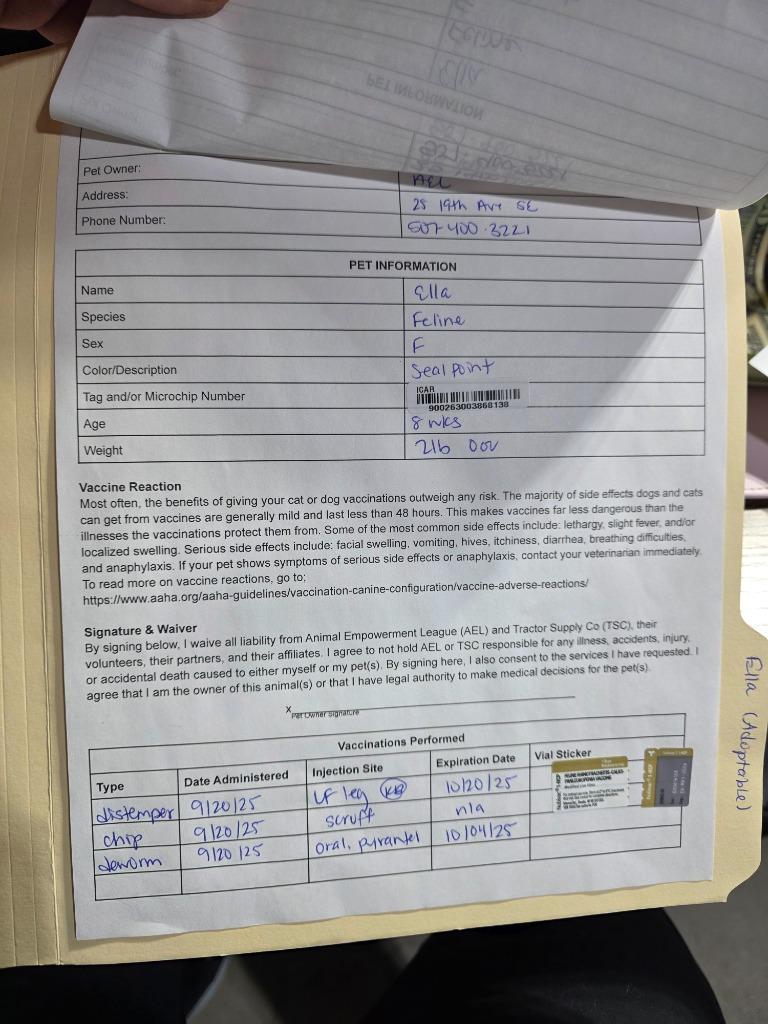 Feline
Ella
PET INFORMATION
Pet Owner:
AEL
Address:
25 19th Ave SE
Phone Number:
507-400-3221
PET INFORMATION
Name
Ella
Species
Feline
Sex
F
Color/Description
Seal point
Tag and/or Microchip Number
ICAR
900263003868138
Age
8 wks
Weight
2lb 0oz
Vaccine Reaction
Most often, the benefits of giving your cat or dog vaccinations outweigh any risk. The majority of side effects dogs and cats
can get from vaccines are generally mild and last less than 48 hours. This makes vaccines far less dangerous than the
illnesses the vaccinations protect them from. Some of the most common side effects include: lethargy, slight fever, and/or
localized swelling. Serious side effects include: facial swelling, vomiting, hives, itchiness, diarrhea, breathing difficulties,
and anaphylaxis. If your pet shows symptoms of serious side effects or anaphylaxis, contact your veterinarian immediately.
To read more on vaccine reactions, go to:
https://www.aaha.org/aaha-guidelines/vaccination-canine-configuration/vaccine-adverse-reactions/
Signature & Waiver
By signing below, I waive all liability from Animal Empowerment League (AEL) and Tractor Supply Co (TSC), their
volunteers, their partners, and their affiliates. I agree to not hold AEL or TSC responsible for any illness, accidents, injury,
or accidental death caused to either myself or my pet(s). By signing here, I also consent to the services I have requested. I
agree that I am the owner of this animal(s) or that I have legal authority to make medical decisions for the pet(s).
X
Pet Owner Signature
Vaccinations Performed
Type Date Administered Injection Site Expiration Date Vial Sticker
distemper 9/20/25 LF leg KB 10/20/25
chip 9/20/25 scruff n/a
deworm 9/20/25 oral, pyrantel 10/04/25
FELINE RHINOTRACHEITIS-CALICI-
PANLEUKOPENIA VACCINE
Ella (Adoptable)